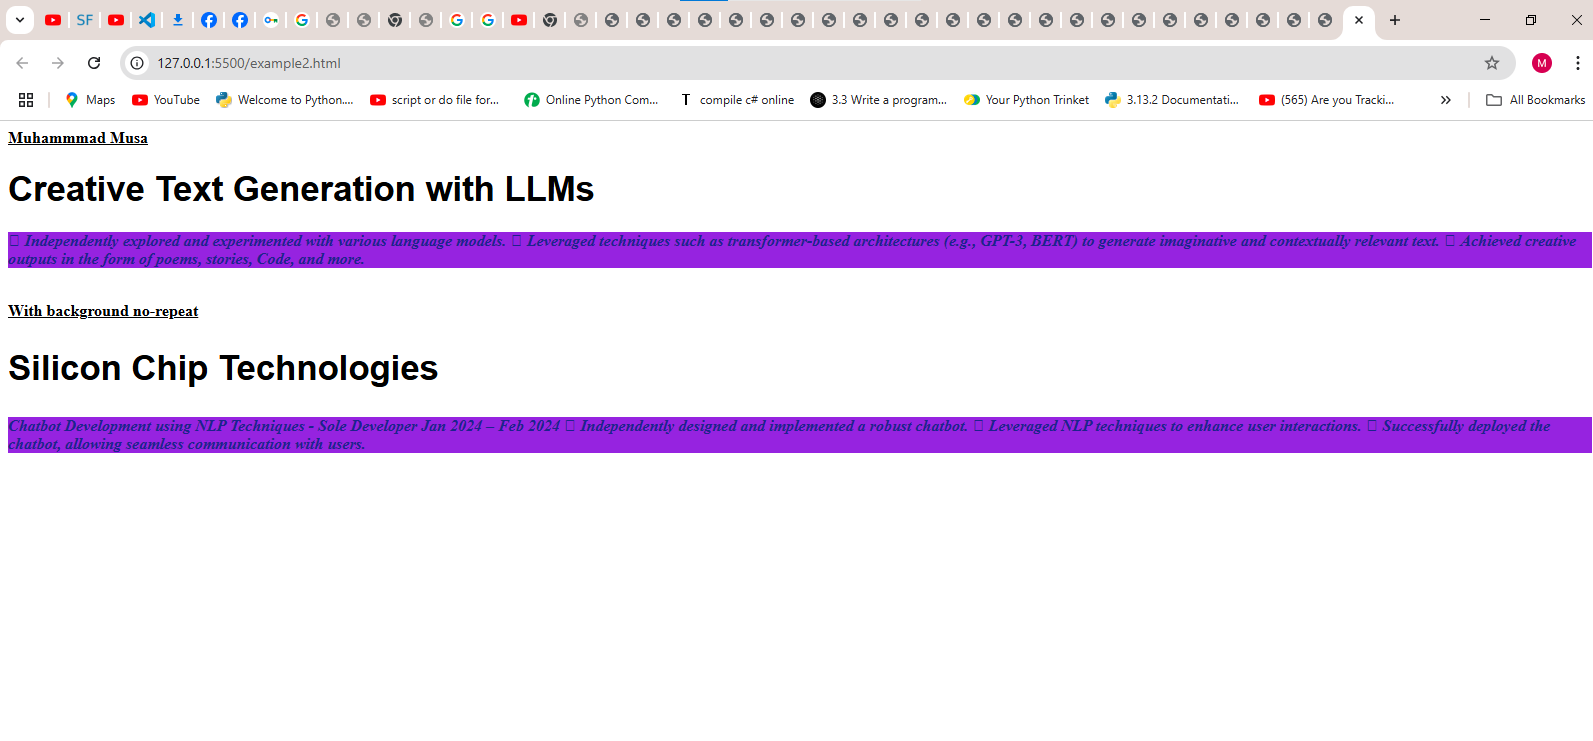 SF
127.0.0.1:5500/example2.html
M
Maps YouTube Welcome to Python.... script or do file for... Online Python Com... T compile c# online 3.3 Write a program... Your Python Trinket 3.13.2 Documentati... (565) Are you Tracki... » All Bookmarks
Muhammmad Musa
Creative Text Generation with LLMs
 Independently explored and experimented with various language models.  Leveraged techniques such as transformer-based architectures (e.g., GPT-3, BERT) to generate imaginative and contextually relevant text.  Achieved creative
outputs in the form of poems, stories, Code, and more.
With background no-repeat
Silicon Chip Technologies
Chatbot Development using NLP Techniques - Sole Developer Jan 2024 – Feb 2024  Independently designed and implemented a robust chatbot.  Leveraged NLP techniques to enhance user interactions.  Successfully deployed the
chatbot, allowing seamless communication with users.